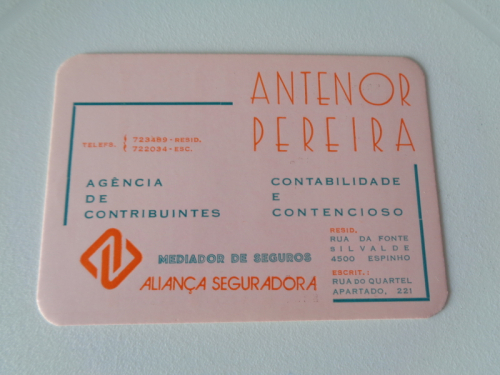 ANTENOR
PEREIRA
TELEFS. { 723489 - RESID.
722034 - ESC.
AGÊNCIA
DE
CONTRIBUINTES
CONTABILIDADE
E
CONTENCIOSO
MEDIADOR DE SEGUROS
ALIANÇA SEGURADORA
RESID.
RUA DA FONTE
SILVALDE
4500 ESPINHO
ESCRIT.:
RUA DO QUARTEL
APARTADO, 221